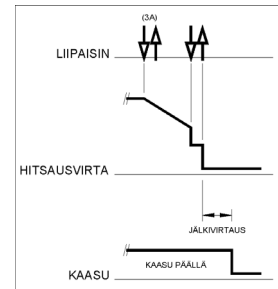 (3A)
LIIPAISIN
HITSAUSVIRTA
JÄLKIVIRTAUS
KAASU PÄÄLLÄ
KAASU